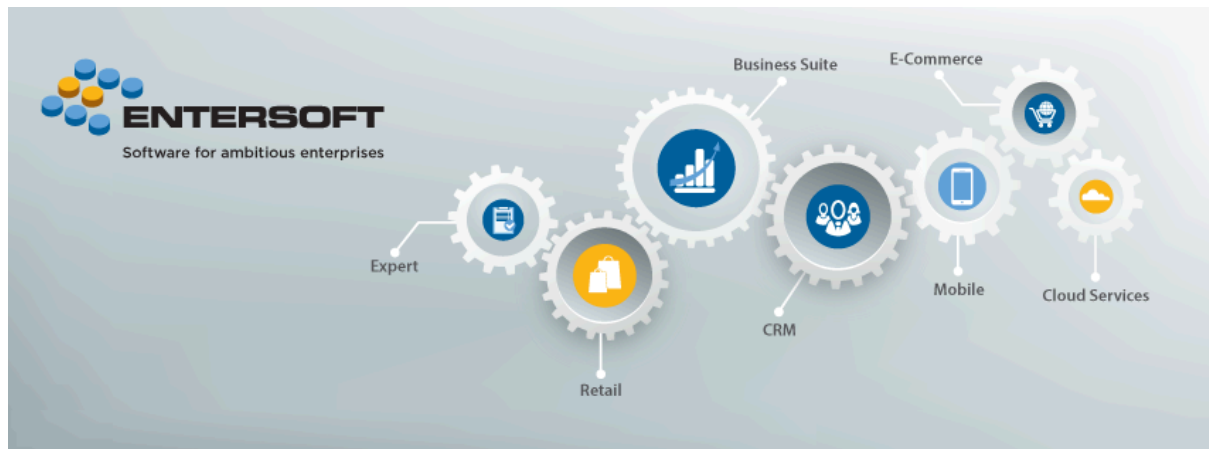 ENTERSOFT
Software for ambitious enterprises
Business Suite
E-Commerce
Expert
Retail
CRM
Mobile
Cloud Services